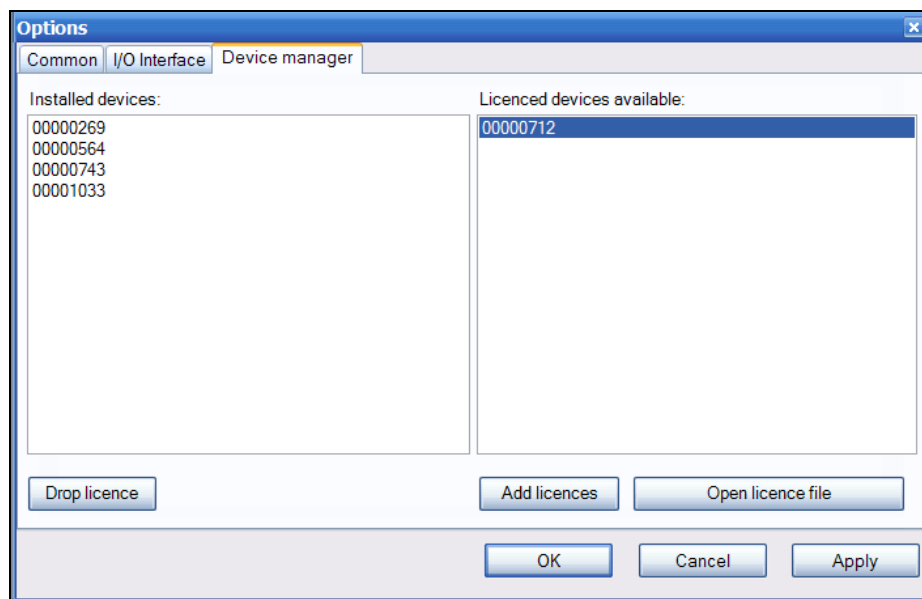 Options
Common I/O Interface Device manager
Installed devices: Licenced devices available:
00000269 00000712
00000564
00000743
00001033
Drop licence Add licences Open licence file
OK Cancel Apply